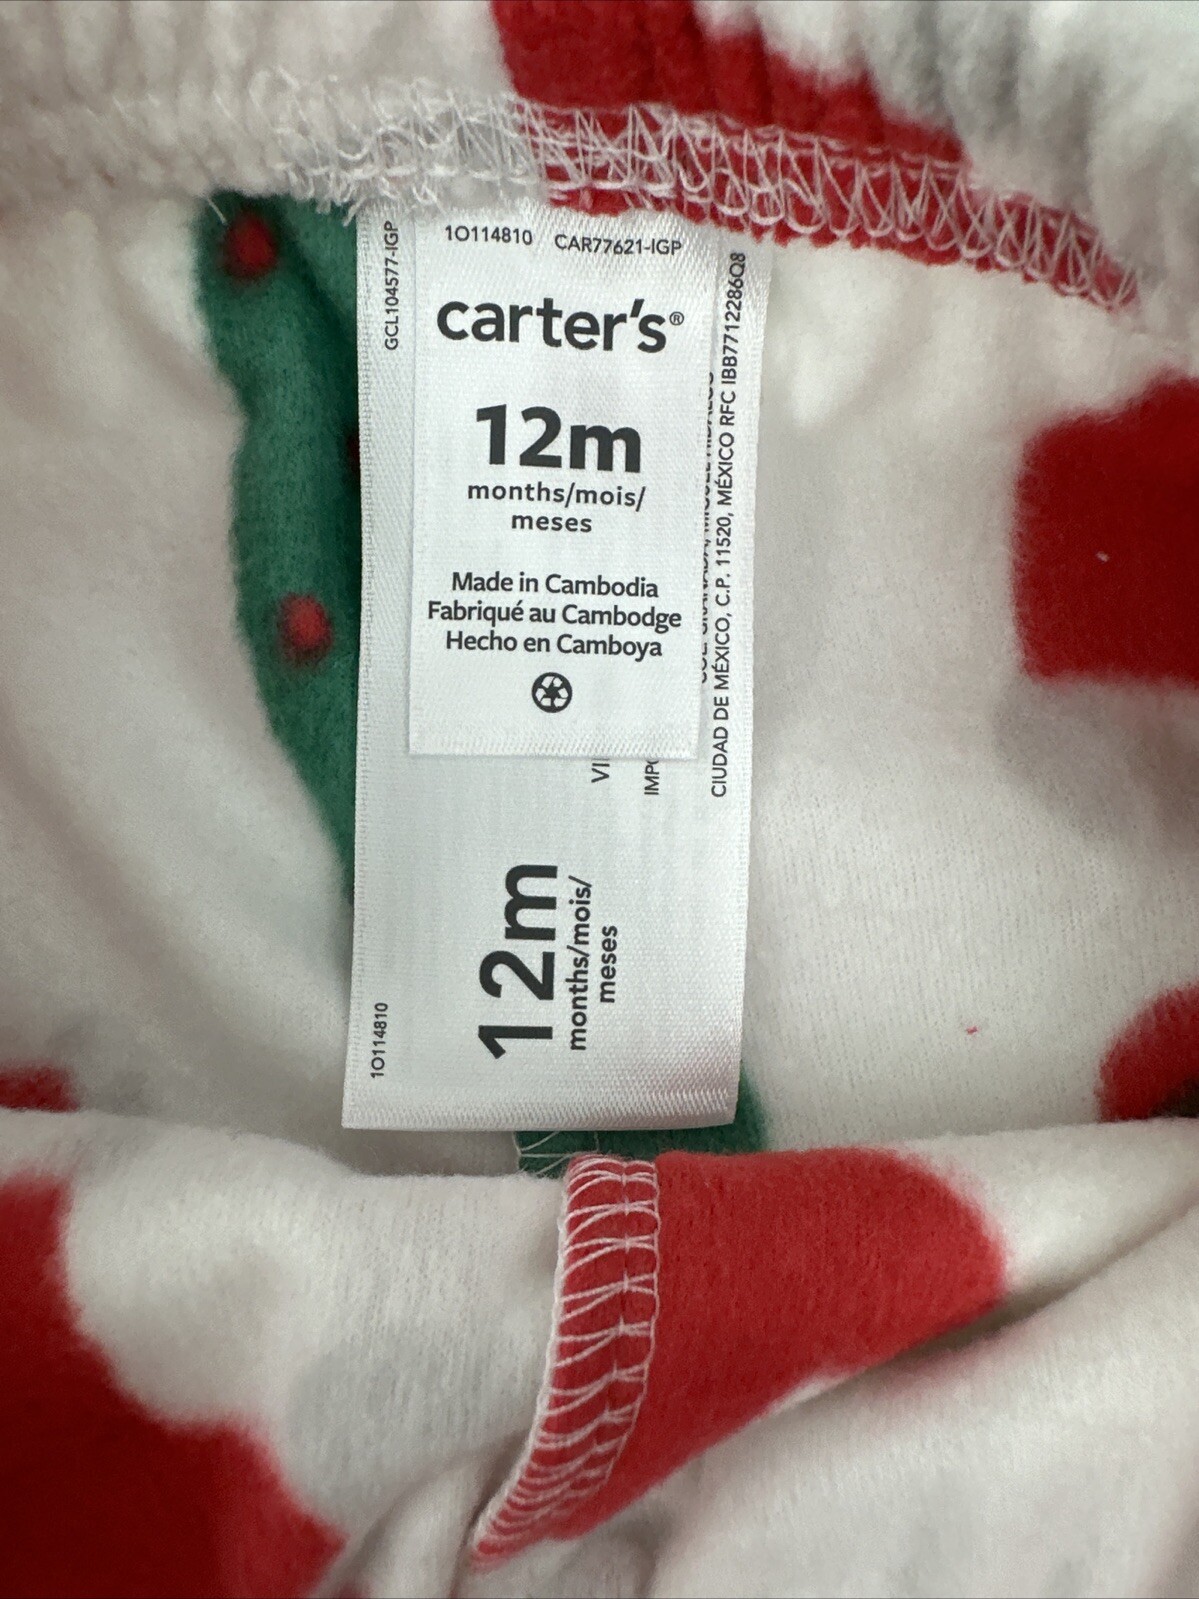 1O114810 CAR77621-IGP
carter's®
12m
months/mois/
meses
Made in Cambodia
Fabriqué au Cambodge
Hecho en Camboya
GCL104577-IGP
CIUDAD DE MÉXICO, C.P. 11520, MÉXICO RFC IBB7712286Q8
12m
months/mois/
meses
1O114810